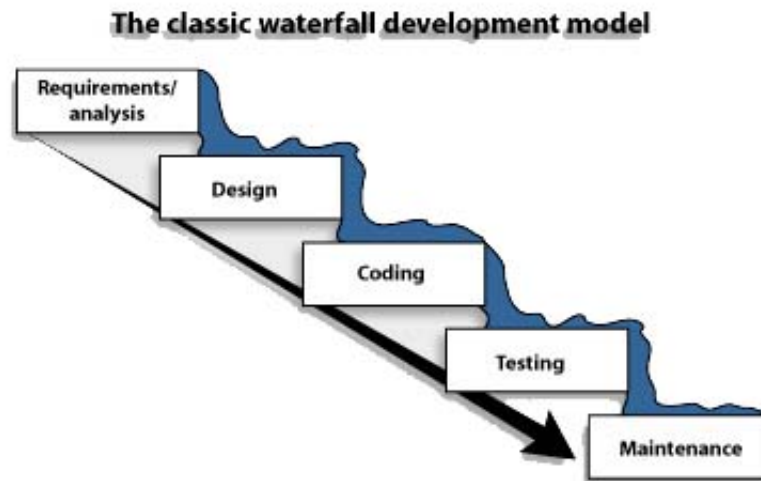 The classic waterfall development model
Requirements/
analysis
Design
Coding
Testing
Maintenance